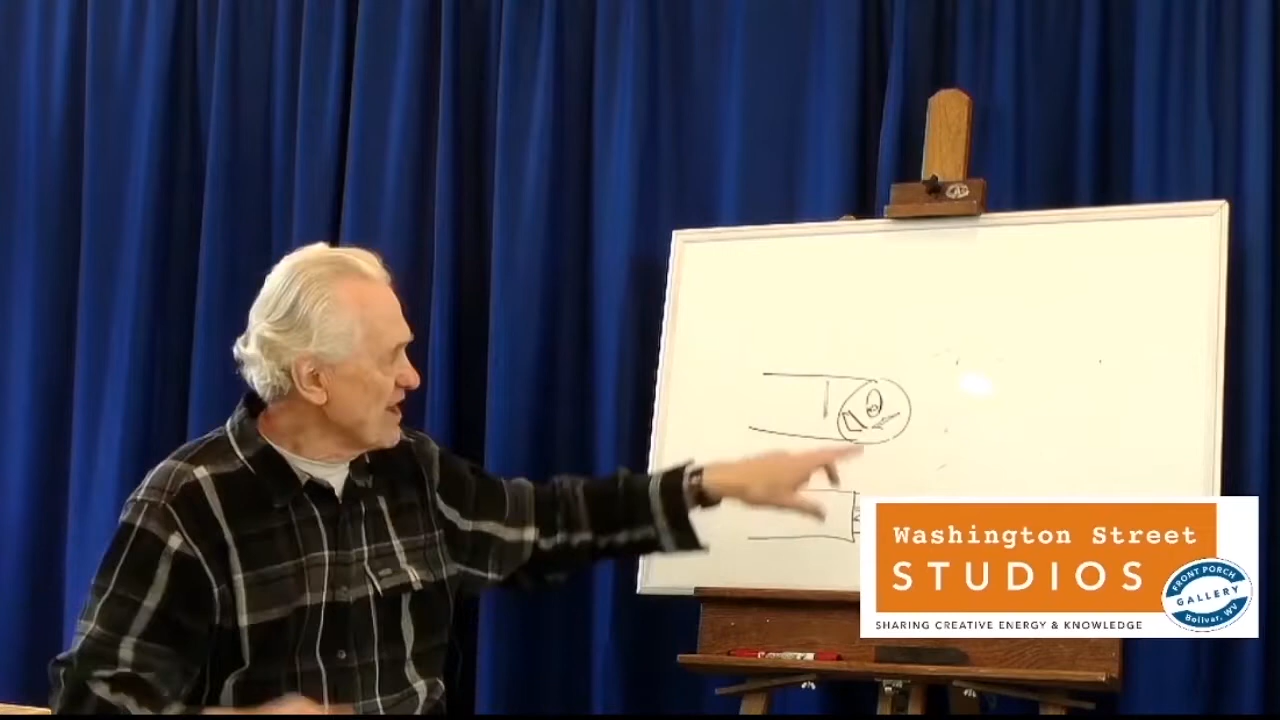 Washington Street
STUDIOS
FRONT PORCH
GALLERY
Bolivar, WV
SHARING CREATIVE ENERGY & KNOWLEDGE